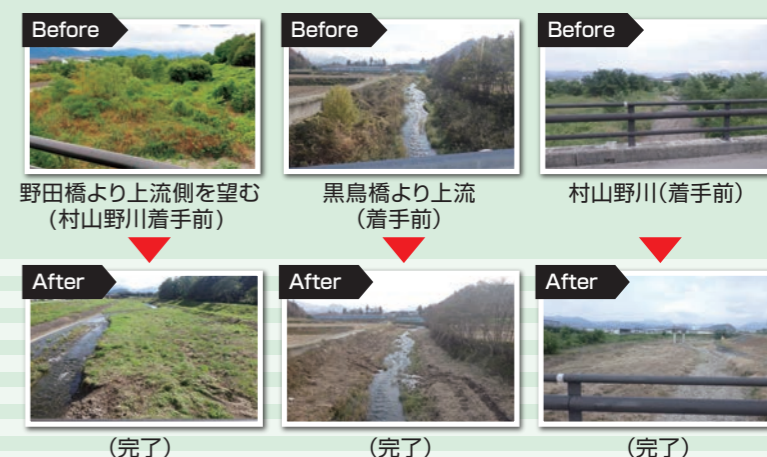 Before
Before
Before
野田橋より上流側を望む
(村山野川着手前)
黒鳥橋より上流
(着手前)
村山野川(着手前)
After
After
After
(完了)
(完了)
(完了)